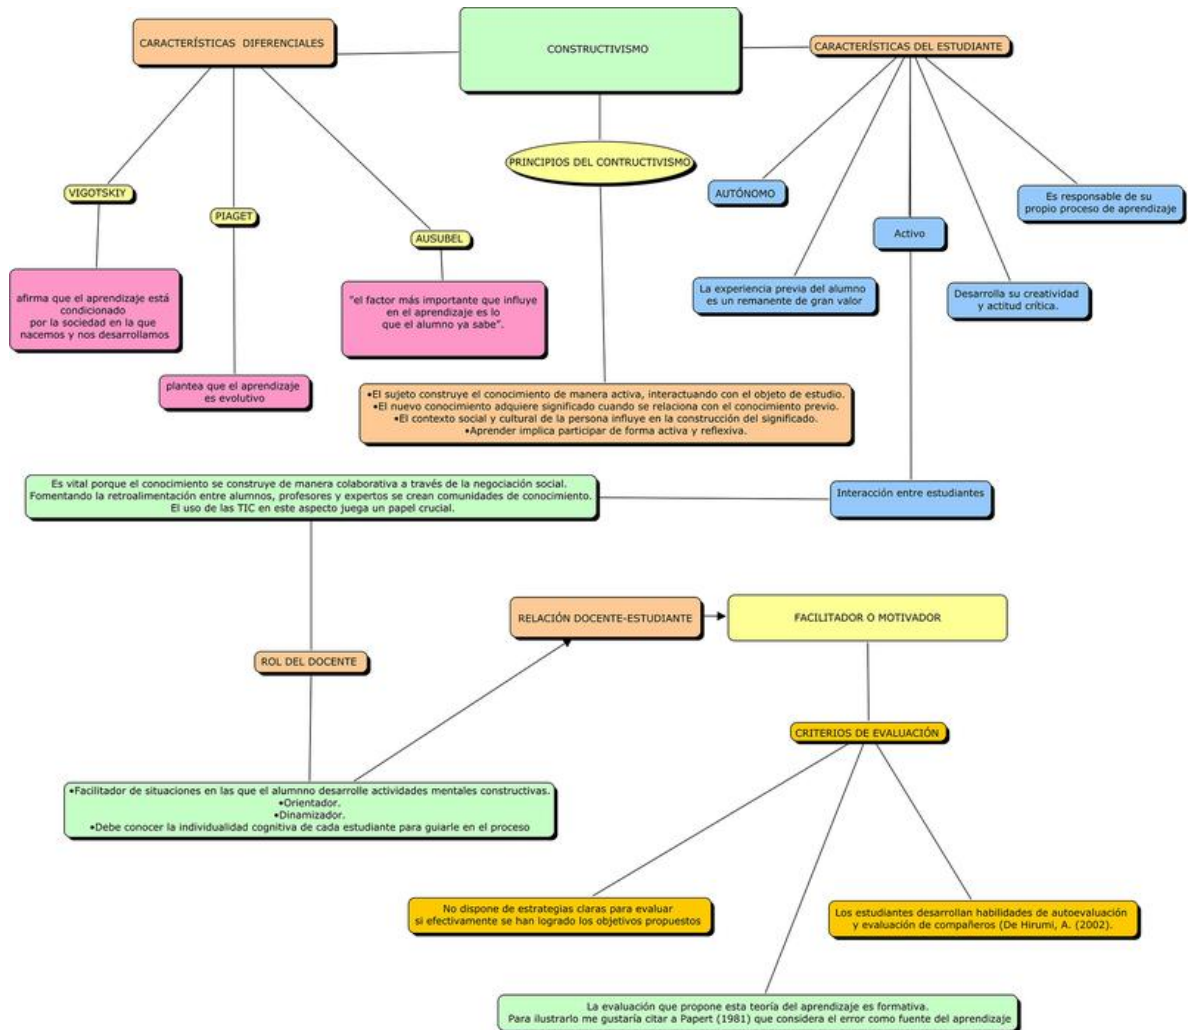 CARACTERÍSTICAS DIFERENCIALES
CONSTRUCTIVISMO
CARACTERÍSTICAS DEL ESTUDIANTE
PRINCIPIOS DEL CONTRUCTIVISMO
VIGOTSKIY
PIAGET
AUSUBEL
AUTÓNOMO
Activo
Es responsable de su
propio proceso de aprendizaje
afirma que el aprendizaje está
condicionado
por la sociedad en la que
nacemos y nos desarrollamos
plantea que el aprendizaje
es evolutivo
"el factor más importante que influye
en el aprendizaje es lo
que el alumno ya sabe".
La experiencia previa del alumno
es un remanente de gran valor
Desarrolla su creatividad
y actitud crítica.
•El sujeto construye el conocimiento de manera activa, interactuando con el objeto de estudio.
•El nuevo conocimiento adquiere significado cuando se relaciona con el conocimiento previo.
•El contexto social y cultural de la persona influye en la construcción del significado.
•Aprender implica participar de forma activa y reflexiva.
Es vital porque el conocimiento se construye de manera colaborativa a través de la negociación social.
Fomentando la retroalimentación entre alumnos, profesores y expertos se crean comunidades de conocimiento.
El uso de las TIC en este aspecto juega un papel crucial.
Interacción entre estudiantes
RELACIÓN DOCENTE-ESTUDIANTE
FACILITADOR O MOTIVADOR
ROL DEL DOCENTE
CRITERIOS DE EVALUACIÓN
•Facilitador de situaciones en las que el alumnno desarrolle actividades mentales constructivas.
•Orientador.
•Dinamizador.
•Debe conocer la individualidad cognitiva de cada estudiante para guiarle en el proceso
No dispone de estrategias claras para evaluar
si efectivamente se han logrado los objetivos propuestos
Los estudiantes desarrollan habilidades de autoevaluación
y evaluación de compañeros (De Hirumi, A. (2002).
La evaluación que propone esta teoría del aprendizaje es formativa.
Para ilustrarlo me gustaría citar a Papert (1981) que considera el error como fuente del aprendizaje